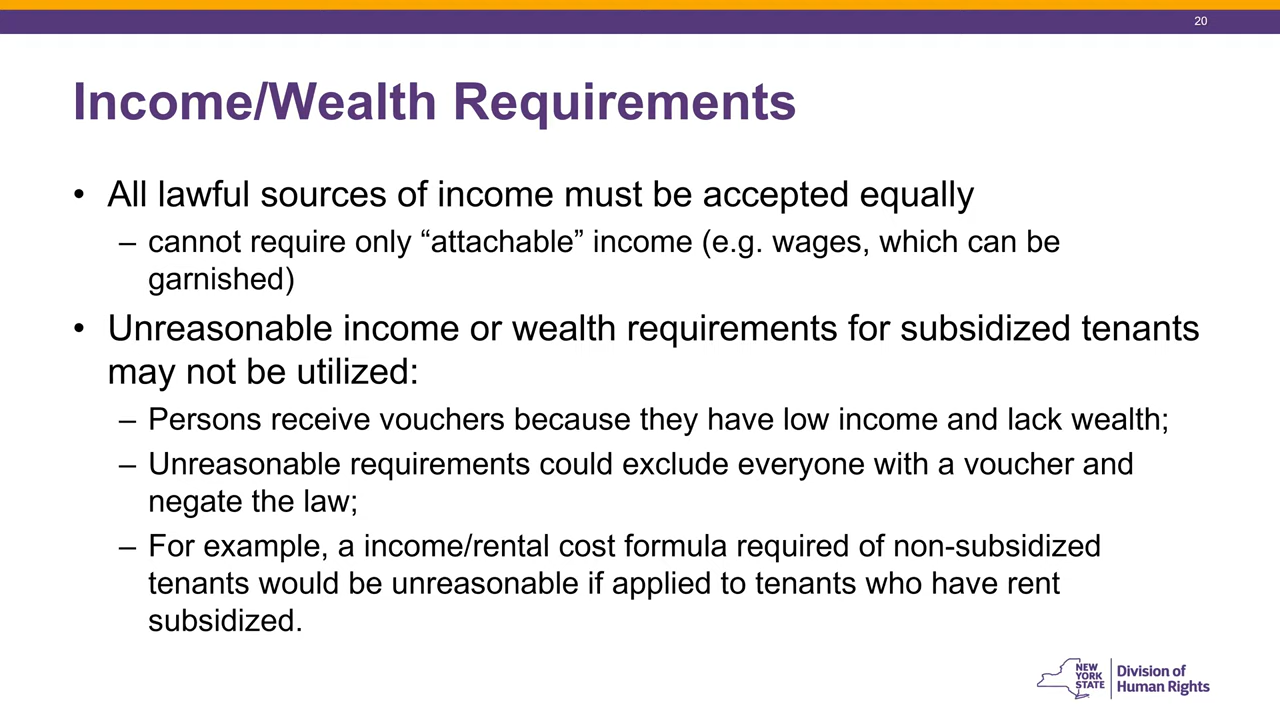 20
Income/Wealth Requirements
• All lawful sources of income must be accepted equally
– cannot require only “attachable” income (e.g. wages, which can be
garnished)
• Unreasonable income or wealth requirements for subsidized tenants
may not be utilized:
– Persons receive vouchers because they have low income and lack wealth;
– Unreasonable requirements could exclude everyone with a voucher and
negate the law;
– For example, a income/rental cost formula required of non-subsidized
tenants would be unreasonable if applied to tenants who have rent
subsidized.
NEW
YORK
STATE
Division of
Human Rights